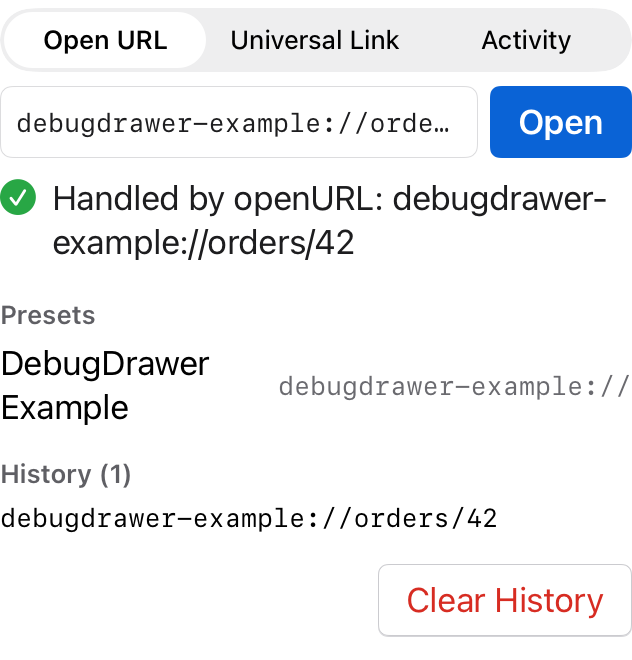 Open URL Universal Link Activity
debugdrawer-example://orde… Open
Handled by openURL: debugdrawer-
example://orders/42
Presets
DebugDrawer
Example
debugdrawer-example://
History (1)
debugdrawer-example://orders/42
Clear History